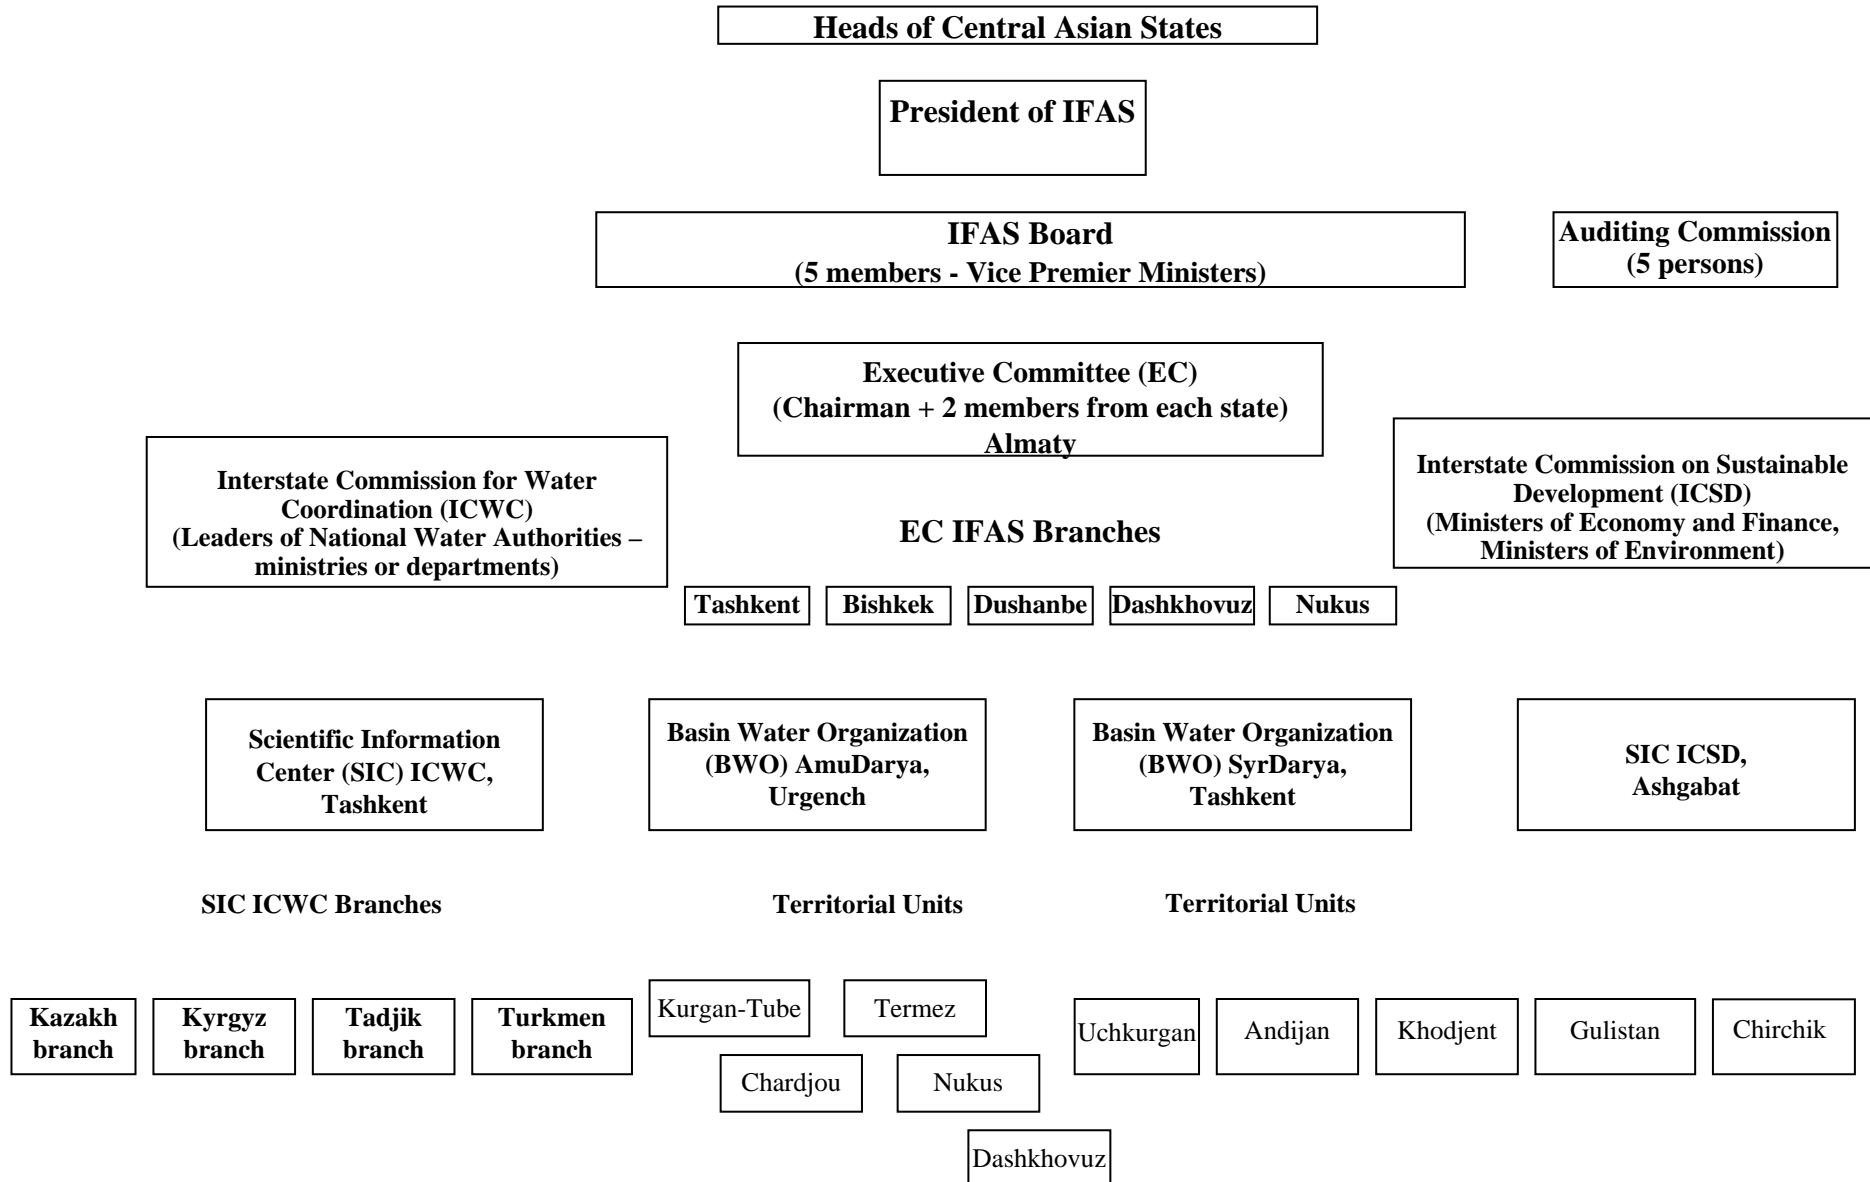 Heads of Central Asian States
President of IFAS
IFAS Board
(5 members - Vice Premier Ministers)
Auditing Commission
(5 persons)
Executive Committee (EC)
(Chairman + 2 members from each state)
Almaty
Interstate Commission for Water
Coordination (ICWC)
(Leaders of National Water Authorities –
ministries or departments)
Interstate Commission on Sustainable
Development (ICSD)
(Ministers of Economy and Finance,
Ministers of Environment)
EC IFAS Branches
Tashkent
Bishkek
Dushanbe
Dashkhovuz
Nukus
Scientific Information
Center (SIC) ICWC,
Tashkent
Basin Water Organization
(BWO) AmuDarya,
Urgench
Basin Water Organization
(BWO) SyrDarya,
Tashkent
SIC ICSD,
Ashgabat
SIC ICWC Branches
Territorial Units
Territorial Units
Kazakh
branch
Kyrgyz
branch
Tadjik
branch
Turkmen
branch
Kurgan-Tube
Termez
Chardjou
Nukus
Dashkhovuz
Uchkurgan
Andijan
Khodjent
Gulistan
Chirchik